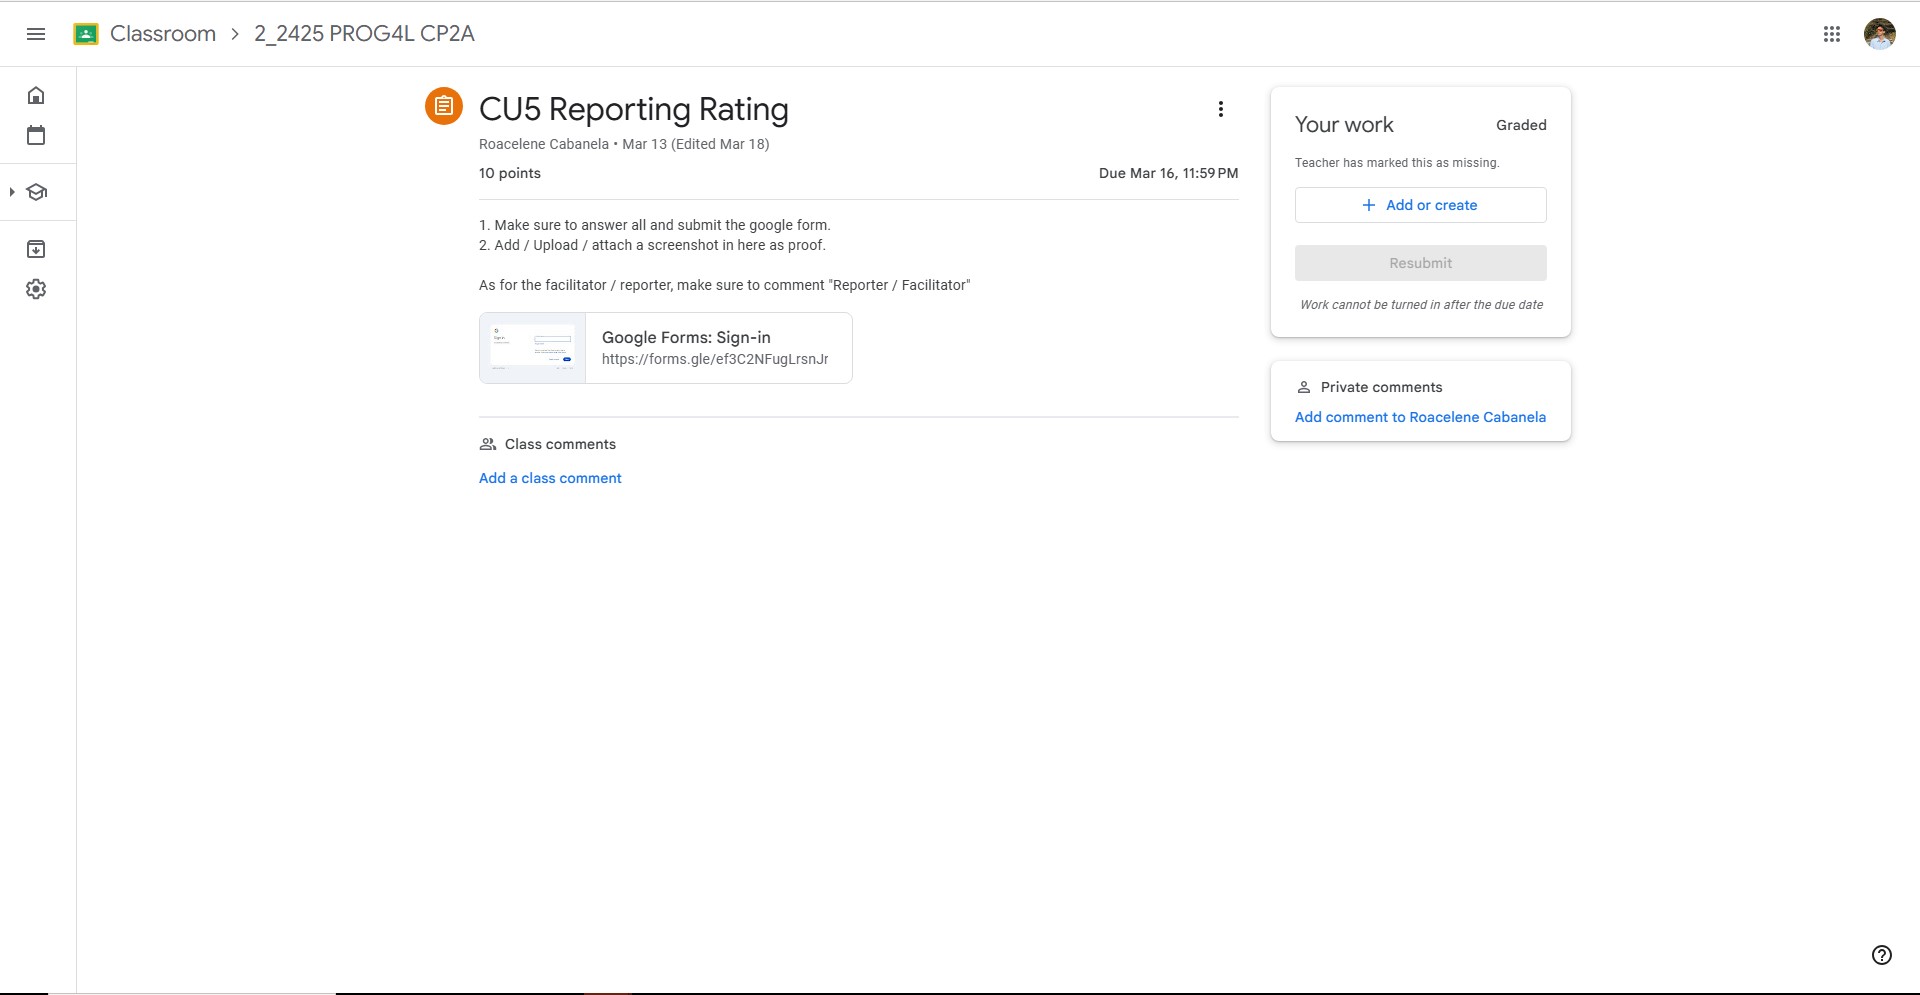 Classroom > 2_2425 PROG4L CP2A
CU5 Reporting Rating
Roacelene Cabanela • Mar 13 (Edited Mar 18)
10 points
Due Mar 16, 11:59 PM
1. Make sure to answer all and submit the google form.
2. Add / Upload / attach a screenshot in here as proof.
As for the facilitator / reporter, make sure to comment "Reporter / Facilitator"
Google Forms: Sign-in
https://forms.gle/ef3C2NFugLrsnJr
Class comments
Add a class comment
Your work
Graded
Teacher has marked this as missing.
+ Add or create
Resubmit
Work cannot be turned in after the due date
Private comments
Add comment to Roacelene Cabanela